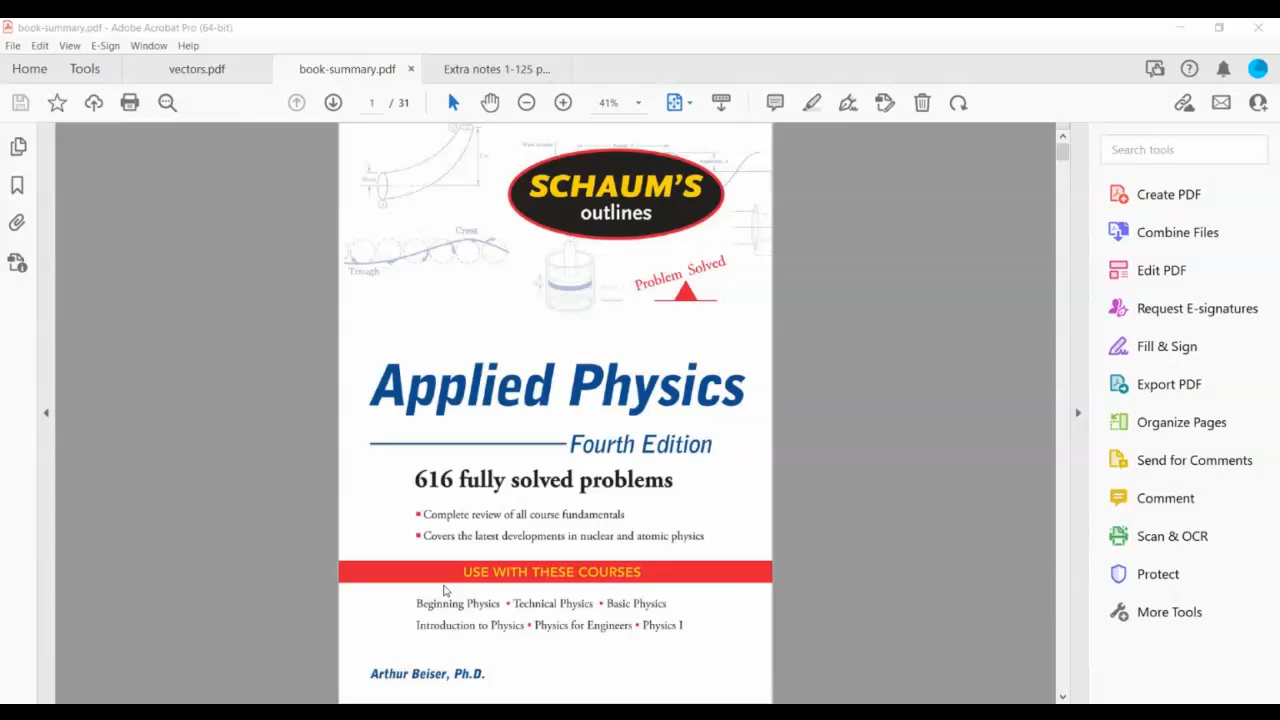 book-summary.pdf - Adobe Acrobat Pro (64-bit)
File Edit View E-Sign Window Help
Home Tools vectors.pdf book-summary.pdf × Extra notes 1-125 p...
1 / 31 41%
Search tools
Create PDF
Combine Files
Edit PDF
Request E-signatures
Fill & Sign
Export PDF
Organize Pages
Send for Comments
Comment
Scan & OCR
Protect
More Tools
SCHAUM'S
outlines
Crest
Trough
Problem Solved
Applied Physics
Fourth Edition
616 fully solved problems
▪ Complete review of all course fundamentals
▪ Covers the latest developments in nuclear and atomic physics
USE WITH THESE COURSES
Beginning Physics • Technical Physics • Basic Physics
Introduction to Physics • Physics for Engineers • Physics I
Arthur Beiser, Ph.D.